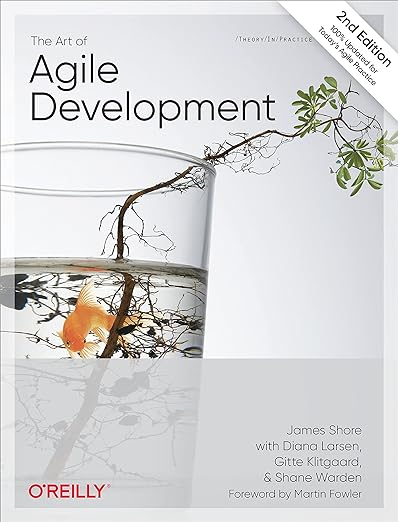 The Art of
Agile
Development
/THEORY/IN/PRACTICE
2nd Edition
100% Updated for
Today's Agile Practice
James Shore
with Diana Larsen,
Gitte Klitgaard,
& Shane Warden
Foreword by Martin Fowler
O'REILLY®